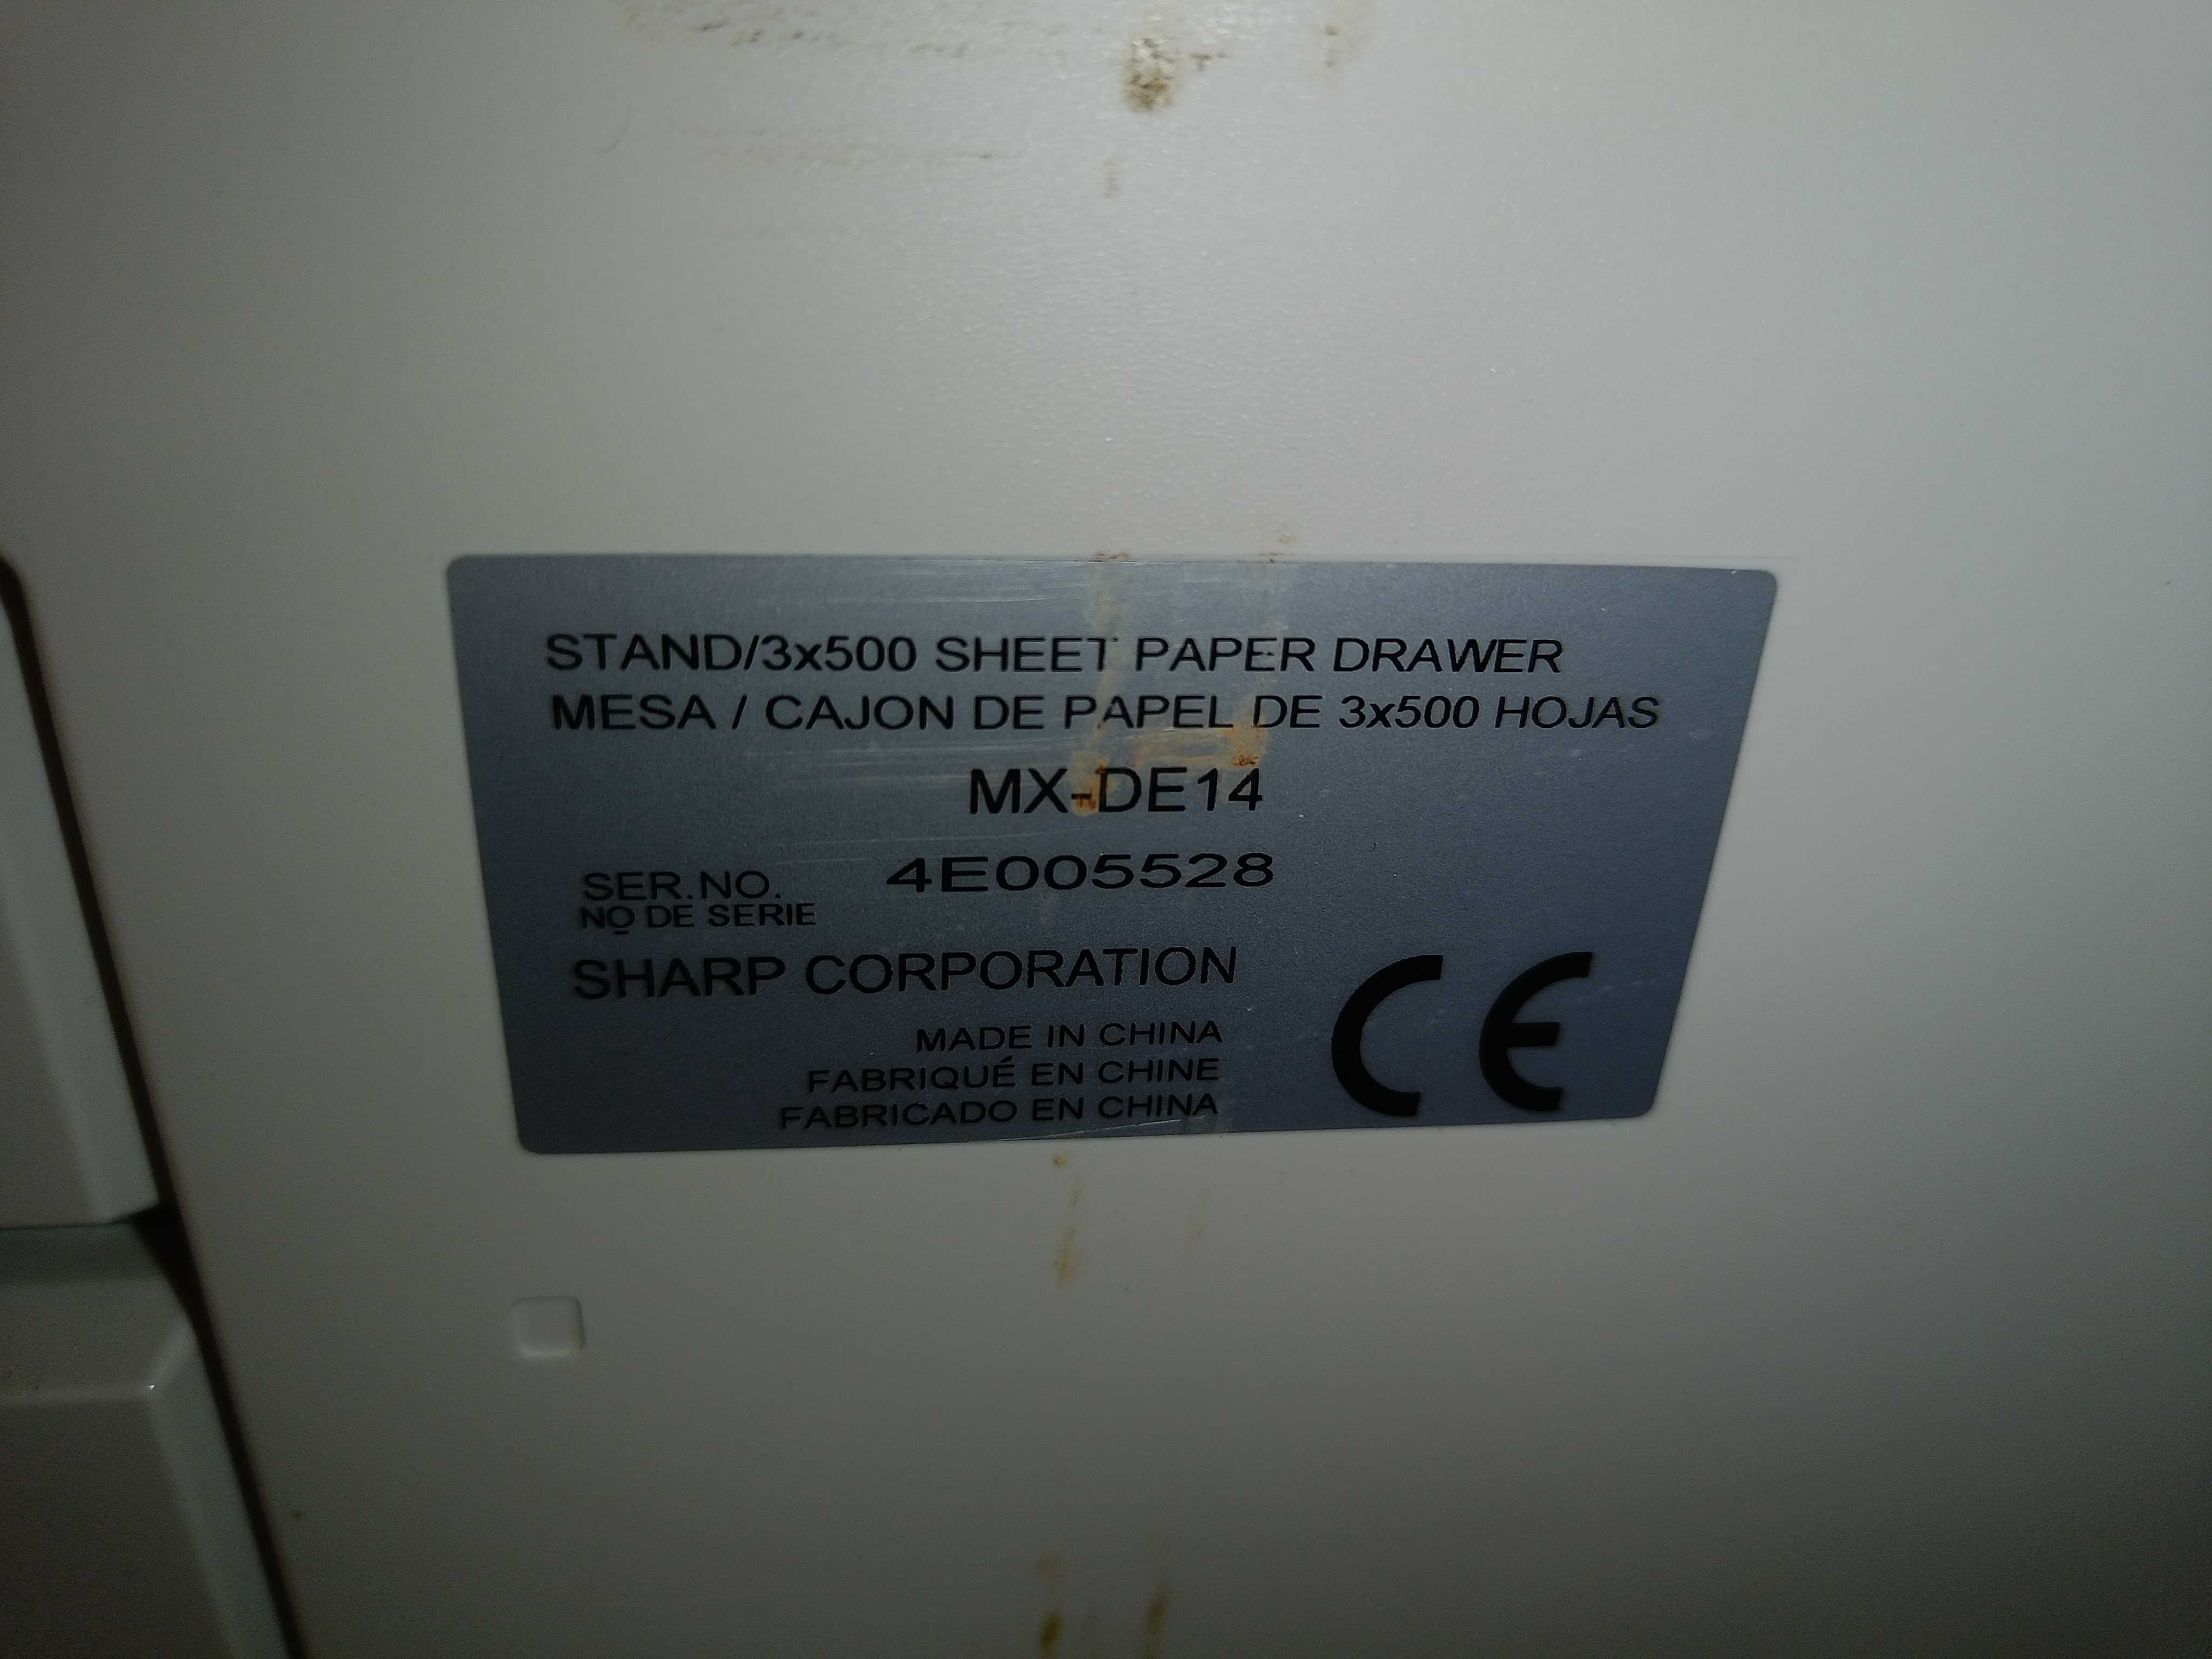 STAND/3x500 SHEET PAPER DRAWER
MESA / CAJON DE PAPEL DE 3x500 HOJAS
MX-DE14
SER.NO. 4E005528
NO DE SERIE
SHARP CORPORATION
MADE IN CHINA
FABRIQUÉ EN CHINE
FABRICADO EN CHINA
CE